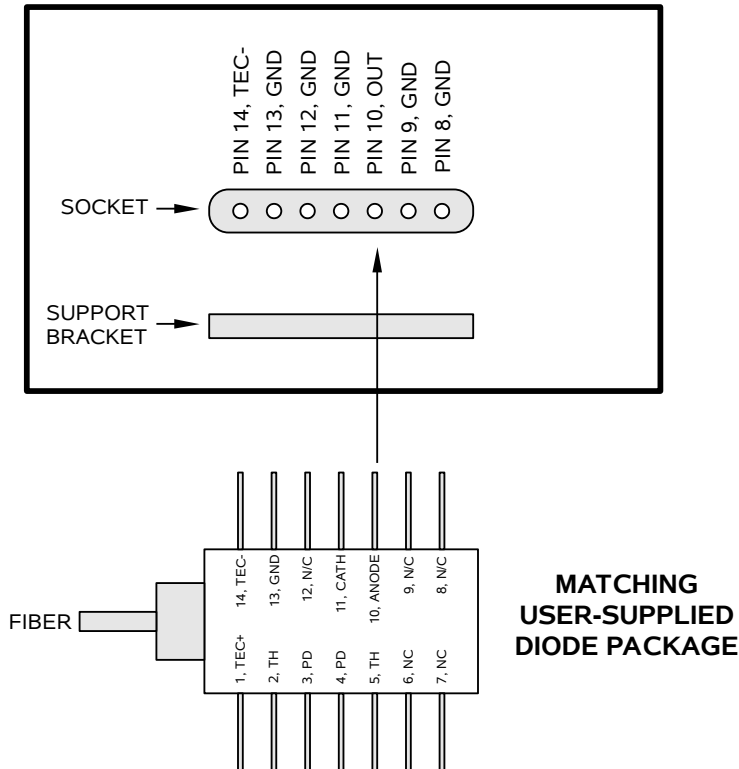 PIN 14, TEC-
PIN 13, GND
PIN 12, GND
PIN 11, GND
PIN 10, OUT
PIN 9, GND
PIN 8, GND
SOCKET
SUPPORT
BRACKET
14, TEC-
13, GND
12, N/C
11, CATH
10, ANODE
9, N/C
8, N/C
FIBER
1, TEC+
2, TH
3, PD
4, PD
5, TH
6, NC
7, NC
MATCHING
USER-SUPPLIED
DIODE PACKAGE